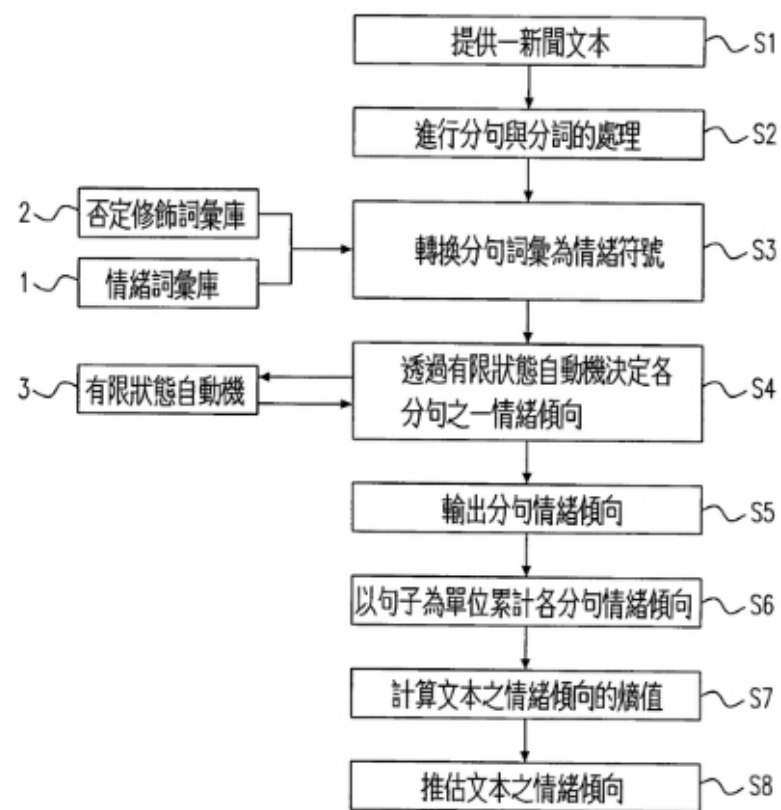 提供一新聞文本 S1
進行分句與分詞的處理 S2
2 否定修飾詞彙庫
轉換分句詞彙為情緒符號 S3
1 情緒詞彙庫
透過有限狀態自動機決定各
分句之一情緒傾向 S4
3 有限狀態自動機
輸出分句情緒傾向 S5
以句子為單位累計各分句情緒傾向 S6
計算文本之情緒傾向的熵值 S7
推估文本之情緒傾向 S8